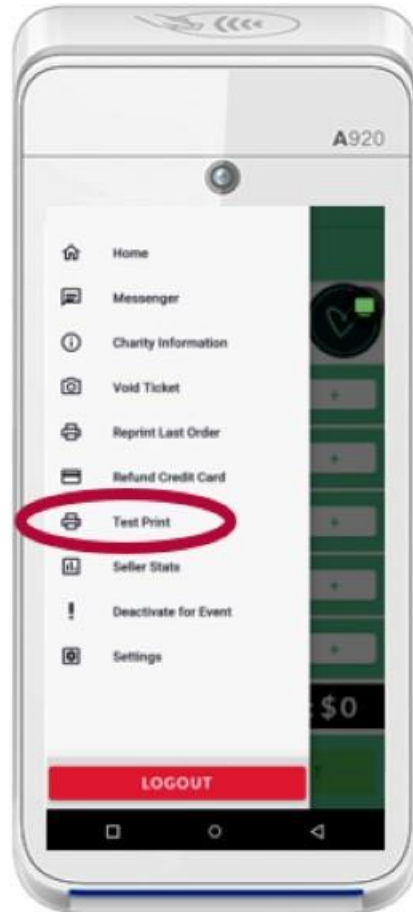 A920
Home
Messenger
Charity Information
Void Ticket
Reprint Last Order
Refund Credit Card
Test Print
Seller Stats
Deactivate for Event
Settings
+
+
+
+
+
: $0
LOGOUT